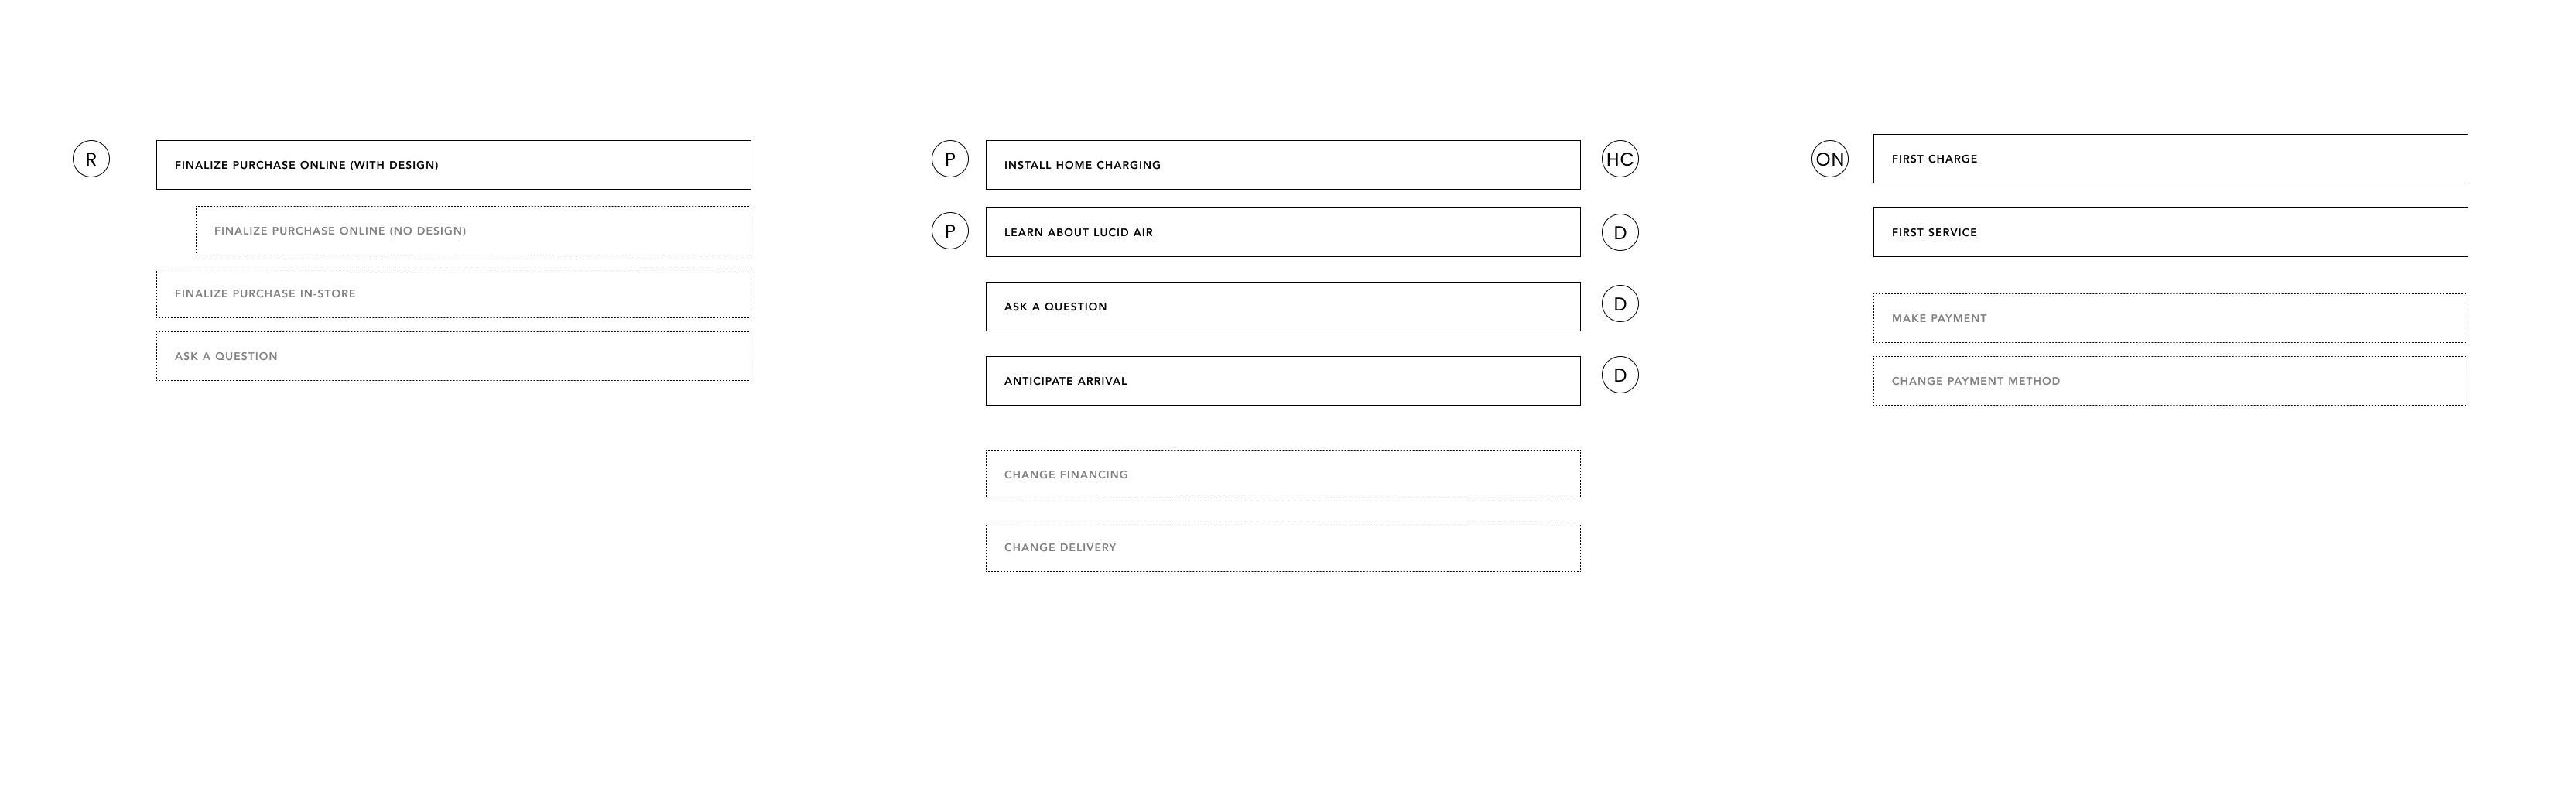 R
FINALIZE PURCHASE ONLINE (WITH DESIGN)
FINALIZE PURCHASE ONLINE (NO DESIGN)
FINALIZE PURCHASE IN-STORE
ASK A QUESTION
P
INSTALL HOME CHARGING
HC
P
LEARN ABOUT LUCID AIR
D
ASK A QUESTION
D
ANTICIPATE ARRIVAL
D
CHANGE FINANCING
CHANGE DELIVERY
ON
FIRST CHARGE
FIRST SERVICE
MAKE PAYMENT
CHANGE PAYMENT METHOD